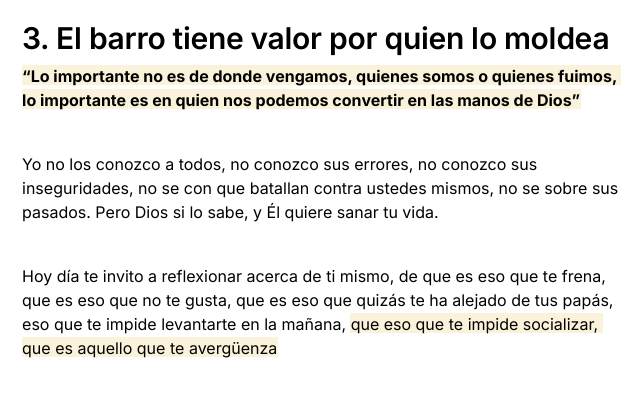 3. El barro tiene valor por quien lo moldea
“Lo importante no es de donde vengamos, quienes somos o quienes fuimos,
lo importante es en quien nos podemos convertir en las manos de Dios”
Yo no los conozco a todos, no conozco sus errores, no conozco sus
inseguridades, no se con que batallan contra ustedes mismos, no se sobre sus
pasados. Pero Dios si lo sabe, y Él quiere sanar tu vida.
Hoy día te invito a reflexionar acerca de ti mismo, de que es eso que te frena,
que es eso que no te gusta, que es eso que quizás te ha alejado de tus papás,
eso que te impide levantarte en la mañana, que eso que te impide socializar,
que es aquello que te avergüenza